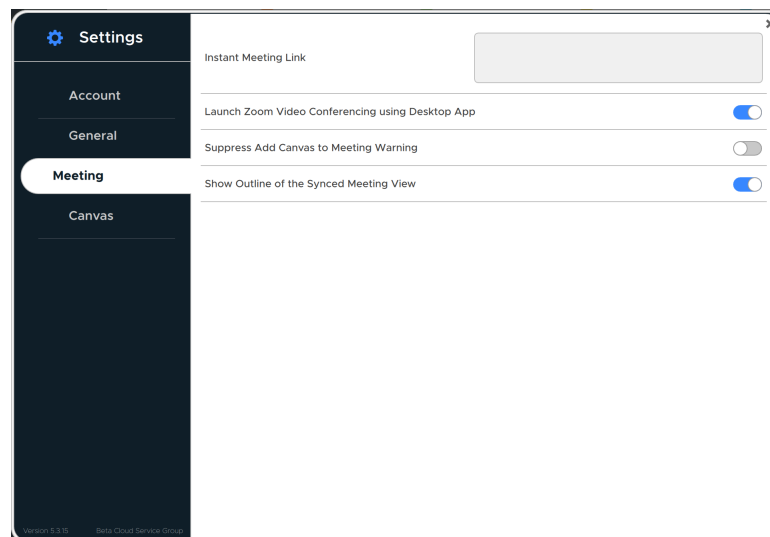 Settings
Account
General
Meeting
Canvas
Version 5.3.15 Beta Cloud Service Group
Instant Meeting Link
Launch Zoom Video Conferencing using Desktop App
Suppress Add Canvas to Meeting Warning
Show Outline of the Synced Meeting View